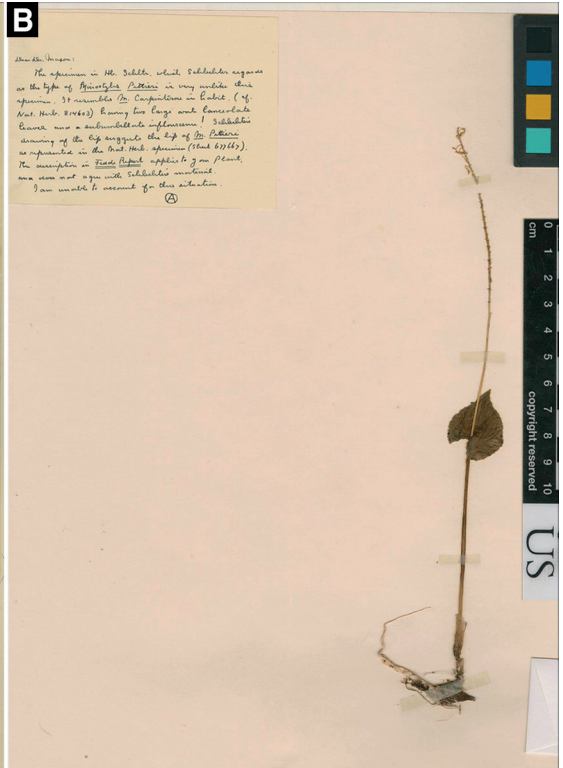 B
Dear Dr. Maxon:
The specimen in Hb. Schltr. which Schlechter regards
as the type of Microstylis Pittieri is very unlike this
specimen. It resembles M. Carpinterae in habit. (cf.
Nat. Herb. 814603) having two large ovate lanceolate
leaves and a subumbellate inflorescence! Schlechter's
drawing of the lip suggests the lip of M. Pittieri
as represented in the Nat. Herb. specimen (Sheet 677667).
The description in Fedde Repert applies to your plant,
and does not agree with Schlechter's material.
I am unable to account for this situation.
A
0
cm
1
2
3
4
5
6
7
8
9
10
copyright reserved
US